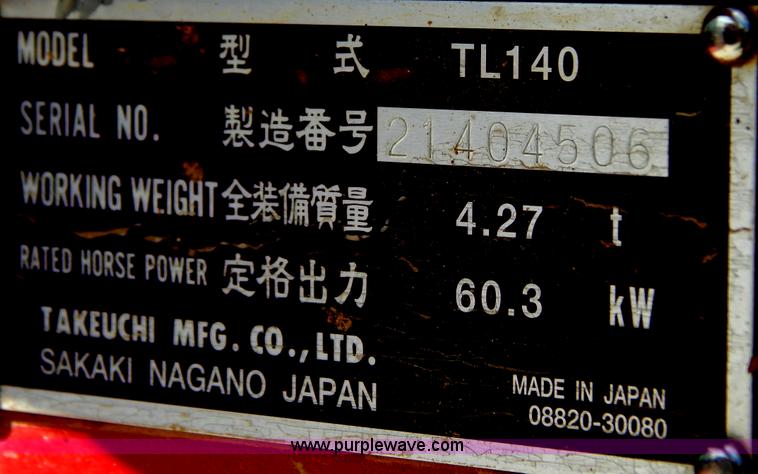 MODEL 型式 TL140
SERIAL NO. 製造番号 21404506
WORKING WEIGHT 全装備質量 4.27 t
RATED HORSE POWER 定格出力 60.3 kW
TAKEUCHI MFG. CO., LTD.
SAKAKI NAGANO JAPAN
MADE IN JAPAN
08820-30080
www.purplewave.com